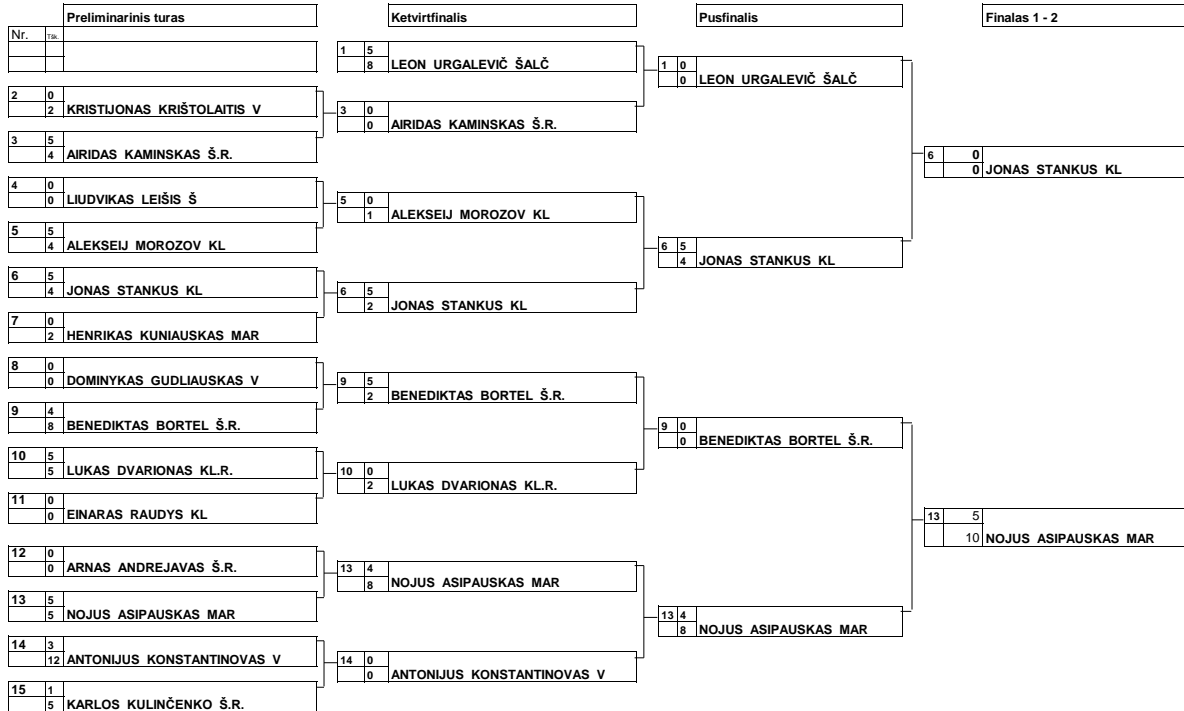 Preliminarinis turas
Ketvirtfinalis
Pusfinalis
Finalas 1 - 2
Nr. Tšk.
2 0
2 KRISTIJONAS KRIŠTOLAITIS V
3 5
4 AIRIDAS KAMINSKAS Š.R.
4 0
0 LIUDVIKAS LEIŠIS Š
5 5
4 ALEKSEIJ MOROZOV KL
6 5
4 JONAS STANKUS KL
7 0
2 HENRIKAS KUNIAUSKAS MAR
8 0
0 DOMINYKAS GUDLIAUSKAS V
9 4
8 BENEDIKTAS BORTEL Š.R.
10 5
5 LUKAS DVARIONAS KL.R.
11 0
0 EINARAS RAUDYS KL
12 0
0 ARNAS ANDREJAVAS Š.R.
13 5
5 NOJUS ASIPAUSKAS MAR
14 3
12 ANTONIJUS KONSTANTINOVAS V
15 1
5 KARLOS KULINČENKO Š.R.
1 5
8 LEON URGALEVIČ ŠALČ
3 0
0 AIRIDAS KAMINSKAS Š.R.
5 0
1 ALEKSEIJ MOROZOV KL
6 5
2 JONAS STANKUS KL
9 5
2 BENEDIKTAS BORTEL Š.R.
10 0
2 LUKAS DVARIONAS KL.R.
13 4
8 NOJUS ASIPAUSKAS MAR
14 0
0 ANTONIJUS KONSTANTINOVAS V
1 0
0 LEON URGALEVIČ ŠALČ
6 5
4 JONAS STANKUS KL
9 0
0 BENEDIKTAS BORTEL Š.R.
13 4
8 NOJUS ASIPAUSKAS MAR
6 0
0 JONAS STANKUS KL
13 5
10 NOJUS ASIPAUSKAS MAR